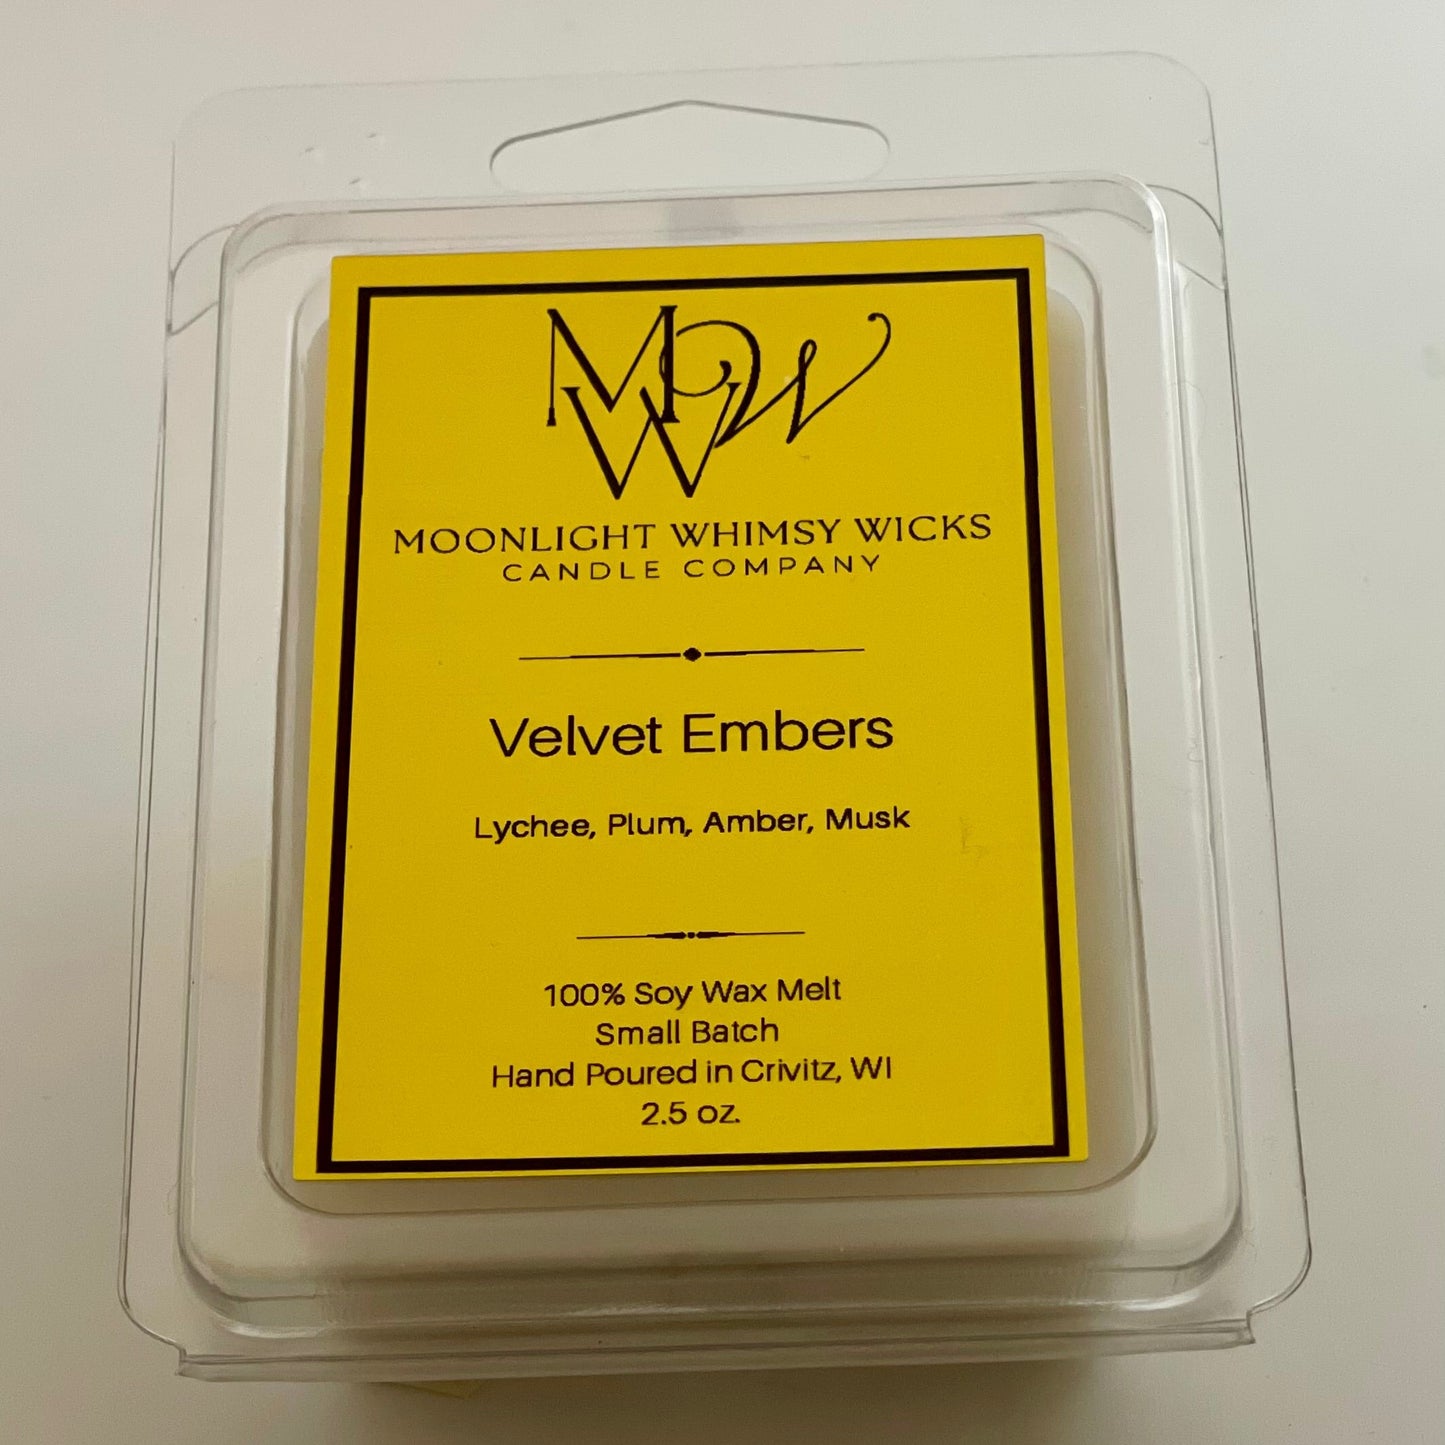 MWW
MOONLIGHT WHIMSY WICKS
CANDLE COMPANY
Velvet Embers
Lychee, Plum, Amber, Musk
100% Soy Wax Melt
Small Batch
Hand Poured in Crivitz, WI
2.5 oz.